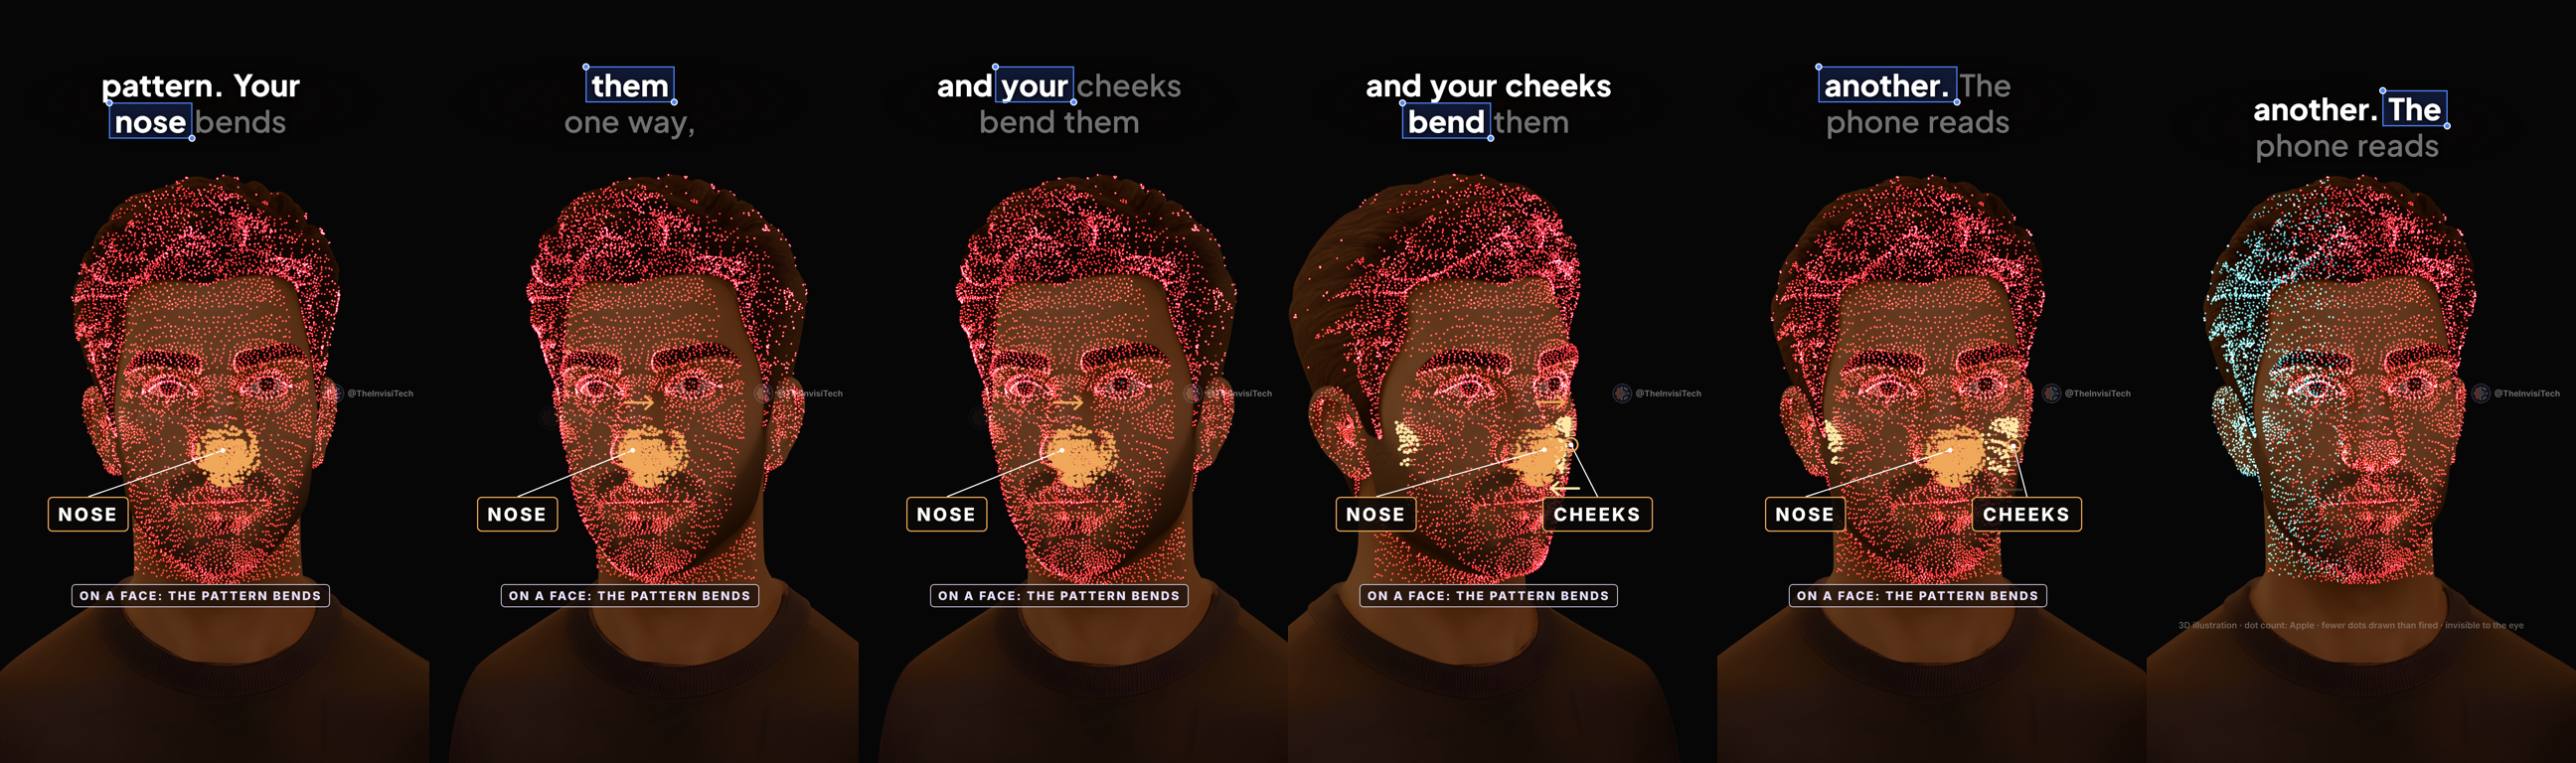 pattern. Your
nose bends
@TheInvisiTech
NOSE
ON A FACE: THE PATTERN BENDS
them
one way,
@TheInvisiTech
NOSE
ON A FACE: THE PATTERN BENDS
and your cheeks
bend them
@TheInvisiTech
NOSE
ON A FACE: THE PATTERN BENDS
and your cheeks
bend them
@TheInvisiTech
NOSE
CHEEKS
ON A FACE: THE PATTERN BENDS
another. The
phone reads
@TheInvisiTech
NOSE
CHEEKS
ON A FACE: THE PATTERN BENDS
another. The
phone reads
@TheInvisiTech
3D illustration · dot count: Apple · fewer dots drawn than fired · invisible to the eye